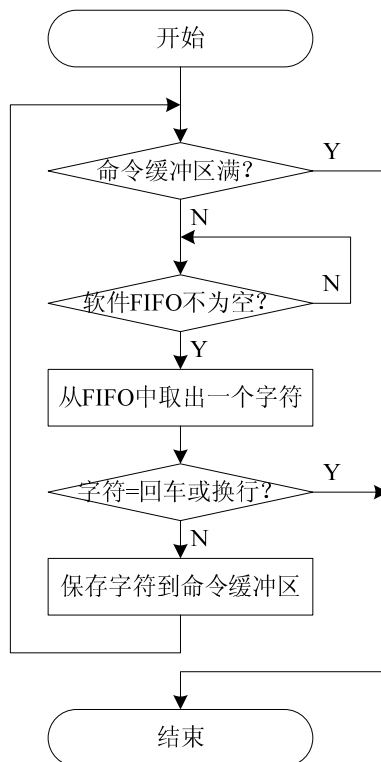 开始
命令缓冲区满?
Y
N
软件FIFO不为空?
N
Y
从FIFO中取出一个字符
字符=回车或换行?
Y
N
保存字符到命令缓冲区
结束